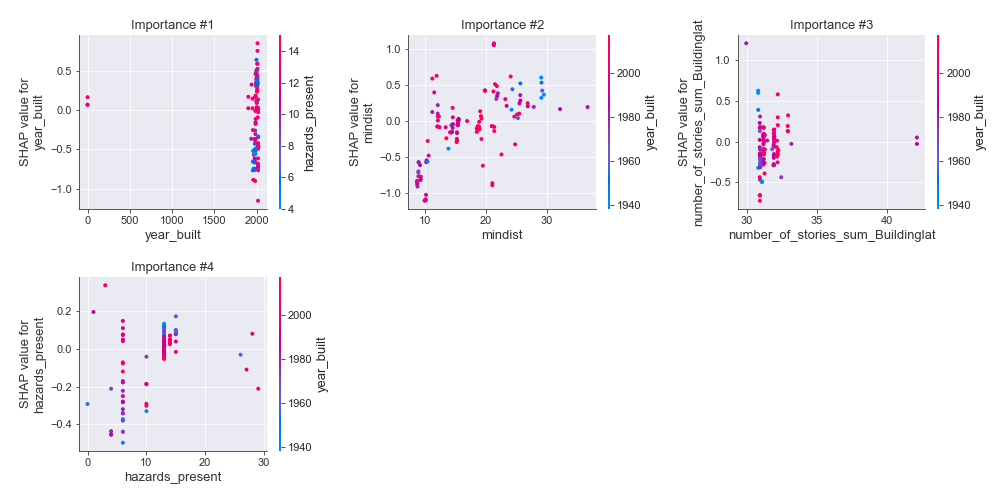 Importance #1
SHAP value for
year_built
0.5
0.0
−0.5
−1.0
0
500
1000
1500
2000
year_built
14
12
10
8
6
4
hazards_present
Importance #2
SHAP value for
mindist
1.0
0.5
0.0
−0.5
−1.0
10
20
30
mindist
2000
1980
1960
1940
year_built
Importance #3
SHAP value for
number_of_stories_sum_Buildinglat
1.0
0.5
0.0
−0.5
30
35
40
number_of_stories_sum_Buildinglat
2000
1980
1960
1940
year_built
Importance #4
SHAP value for
hazards_present
0.2
0.0
−0.2
−0.4
0
10
20
30
hazards_present
2000
1980
1960
1940
year_built